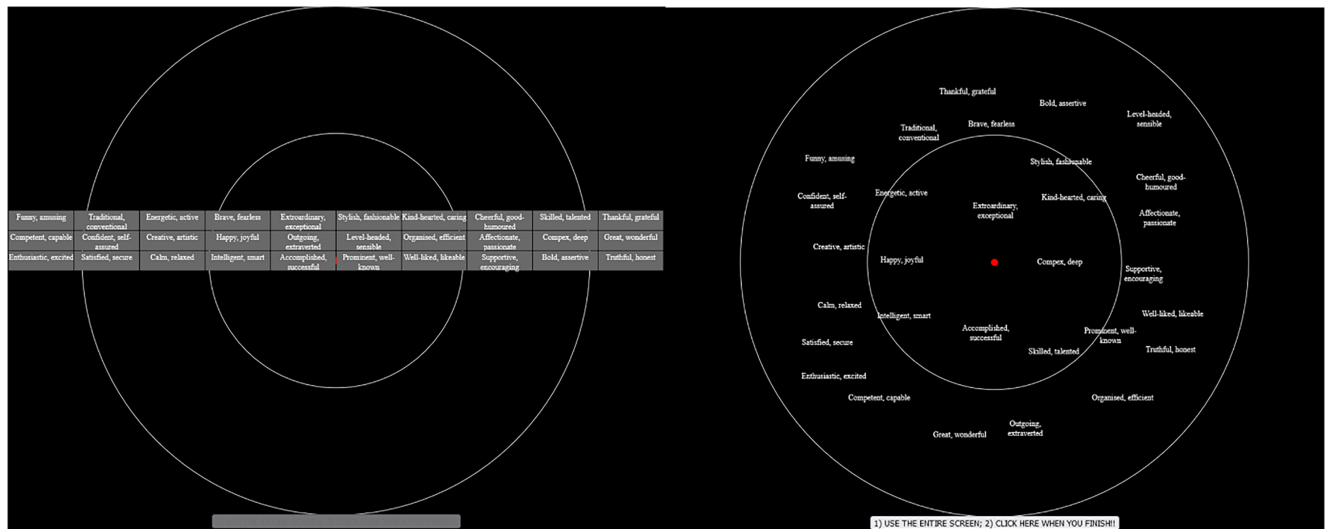 Funny, amusing
Traditional,
conventional
Energetic, active
Brave, fearless
Extroardinary,
exceptional
Stylish, fashionable
Kind-hearted, caring
Cheerful, good-
humoured
Skilled, talented
Thankful, grateful
Competent, capable
Confident, self-
assured
Creative, artistic
Happy, joyful
Outgoing,
extraverted
Level-headed,
sensible
Organised, efficient
Affectionate,
passionate
Compex, deep
Great, wonderful
Enthusiastic, excited
Satisfied, secure
Calm, relaxed
Intelligent, smart
Accomplished,
successful
Prominent, well-
known
Well-liked, likeable
Supportive,
encouraging
Bold, assertive
Truthful, honest
Thankful, grateful
Bold, assertive
Level-headed,
sensible
Traditional,
conventional
Brave, fearless
Funny, amusing
Stylish, fashionable
Cheerful, good-
humoured
Confident, self-
assured
Energetic, active
Kind-hearted, caring
Extroardinary,
exceptional
Affectionate,
passionate
Creative, artistic
Happy, joyful
Compex, deep
Supportive,
encouraging
Calm, relaxed
Intelligent, smart
Well-liked, likeable
Accomplished,
successful
Prominent, well-
known
Satisfied, secure
Skilled, talented
Truthful, honest
Enthusiastic, excited
Competent, capable
Organised, efficient
Great, wonderful
Outgoing,
extraverted
1) USE THE ENTIRE SCREEN; 2) CLICK HERE WHEN YOU FINISH!!